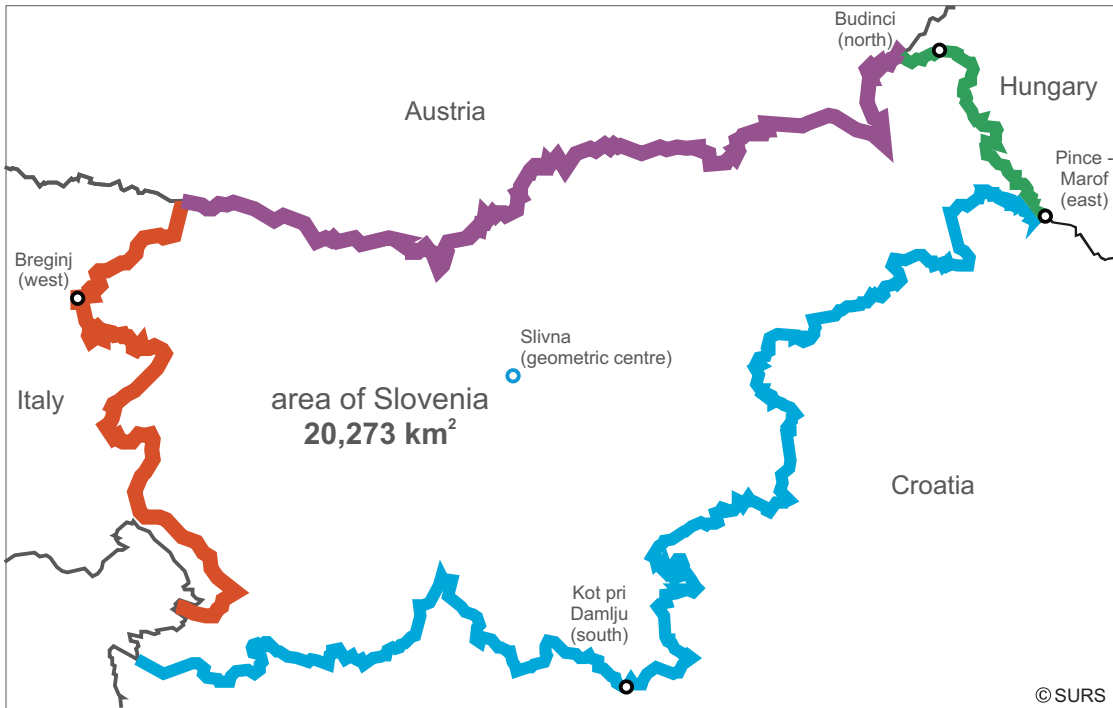 Budinci
(north)
Austria
Hungary
Pince -
Marof
(east)
Breginj
(west)
Slivna
(geometric centre)
Italy
area of Slovenia
20,273 km²
Croatia
Kot pri
Damlju
(south)
© SURS